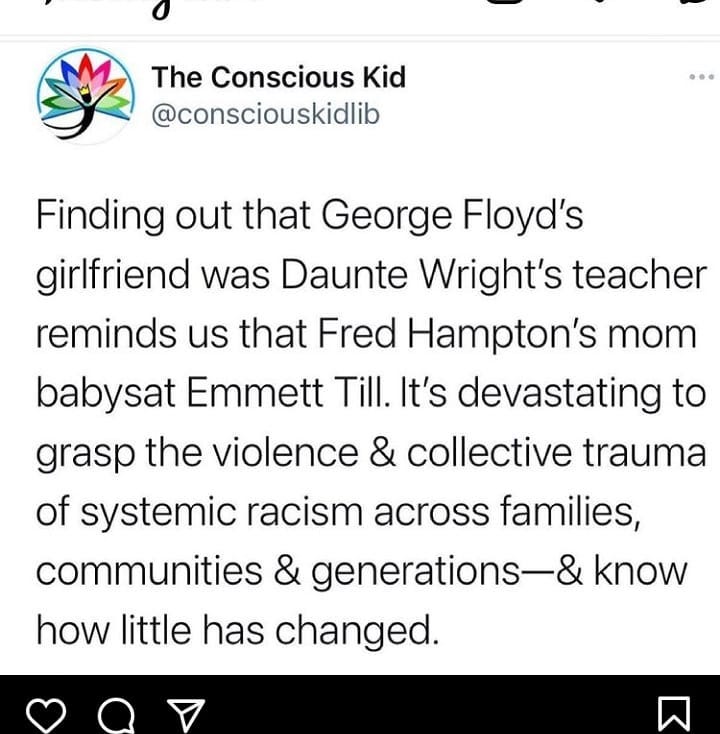 The Conscious Kid
@consciouskidlib
Finding out that George Floyd's
girlfriend was Daunte Wright's teacher
reminds us that Fred Hampton's mom
babysat Emmett Till. It's devastating to
grasp the violence & collective trauma
of systemic racism across families,
communities & generations—& know
how little has changed.